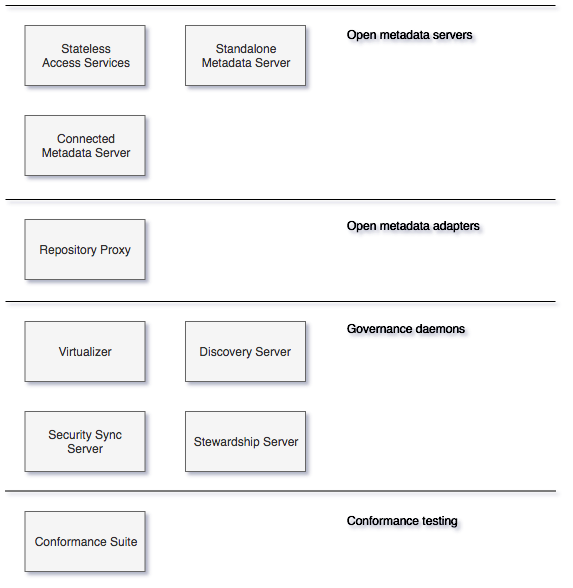 Stateless
Access Services
Standalone
Metadata Server
Open metadata servers
Connected
Metadata Server
Repository Proxy
Open metadata adapters
Virtualizer
Discovery Server
Governance daemons
Security Sync
Server
Stewardship Server
Conformance Suite
Conformance testing